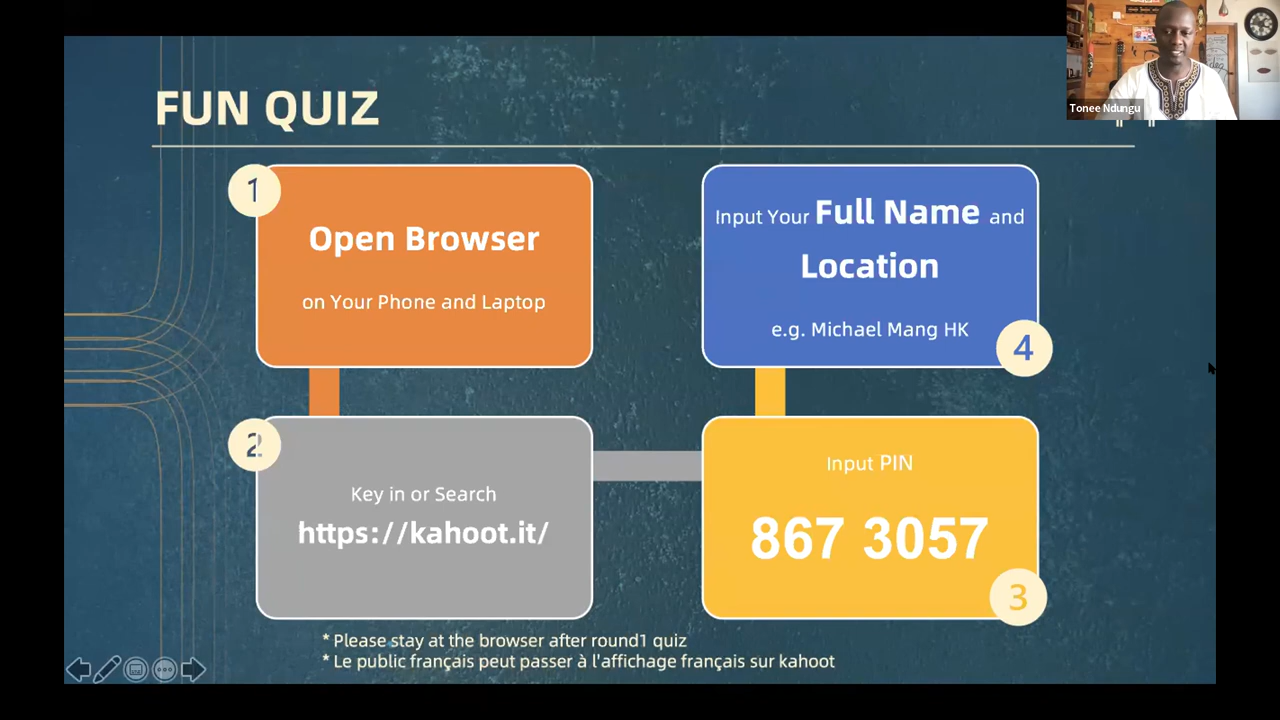 FUN QUIZ
1
Open Browser
on Your Phone and Laptop
2
Key in or Search
https://kahoot.it/
Input PIN
867 3057
3
Input Your Full Name and
Location
e.g. Michael Mang HK
4
* Please stay at the browser after round1 quiz
* Le public français peut passer à l'affichage français sur kahoot
Tonee Ndungu